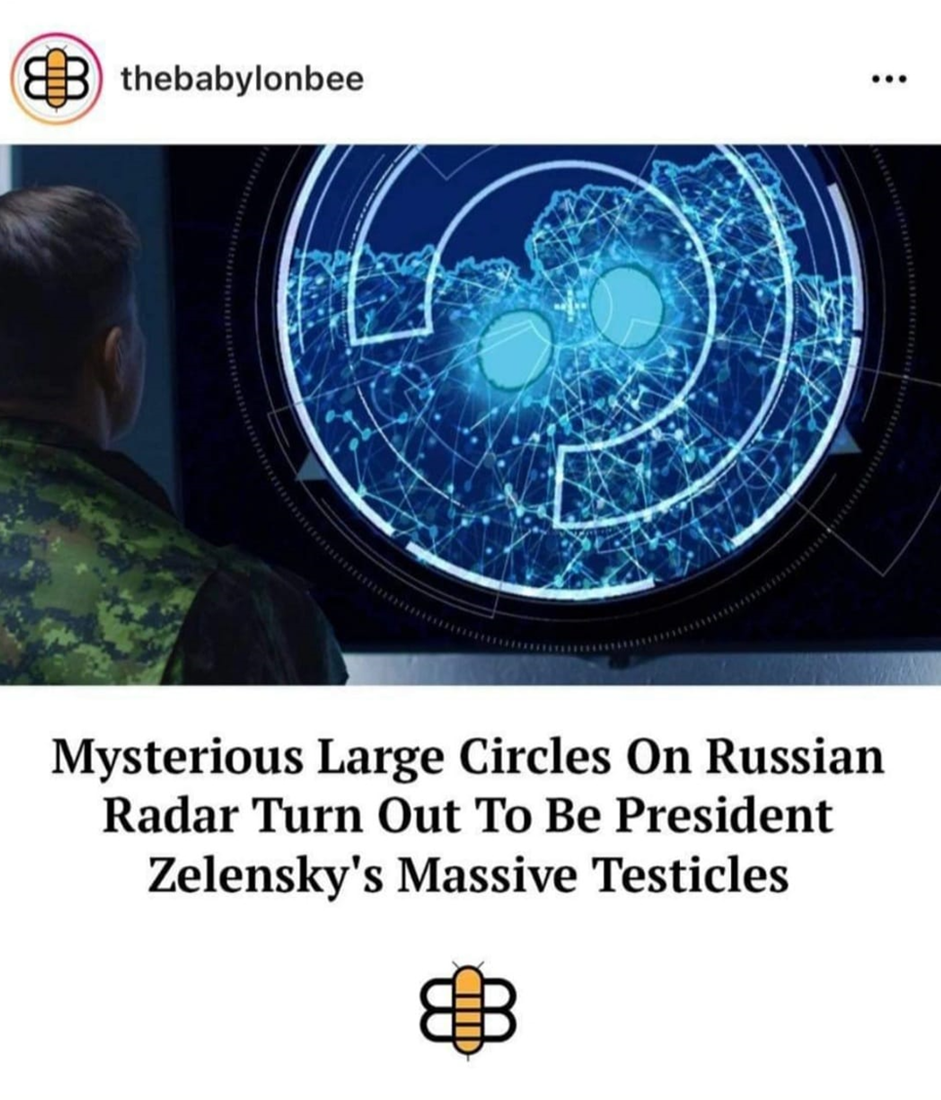 thebabylonbee
Mysterious Large Circles On Russian
Radar Turn Out To Be President
Zelensky's Massive Testicles